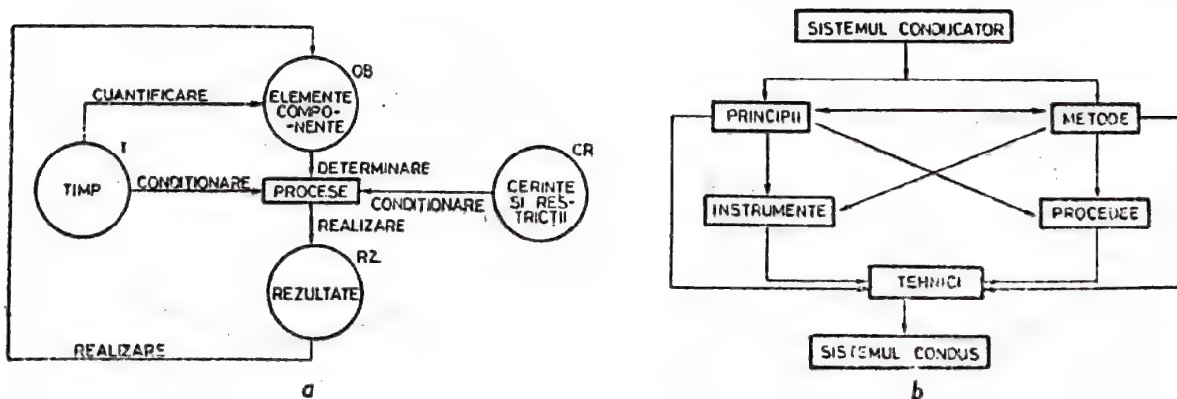 OB
ELEMENTE
COMPO-
-NENTE
CUANTIFICARE
T
TIMP
CONDITIONARE
DETERMINARE
PROCESE
CONDITIONARE
CR
CERINTE
SI RES-
TRICȚII
REALIZARE
RZ
REZULTATE
REALIZARE
a
SISTEMUL CONDUCATOR
PRINCIPII
METODE
INSTRUMENTE
PROCEDEE
TEHNICI
SISTEMUL CONDUS
b